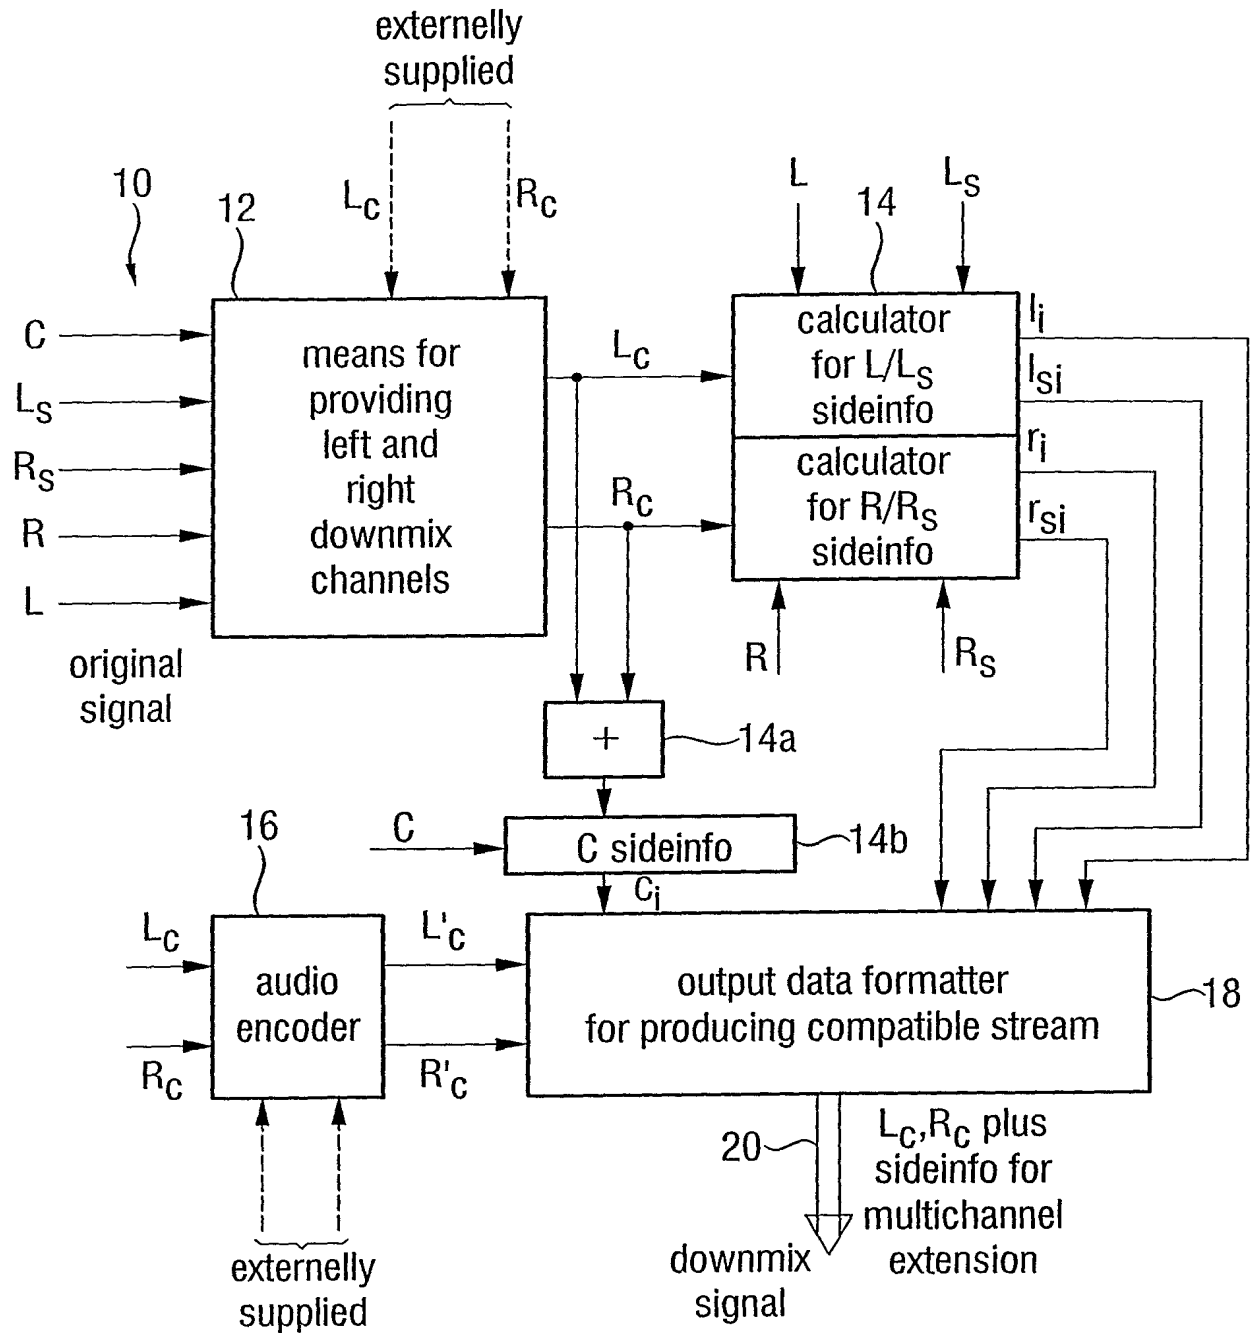 externelly
supplied
10
12
Lc
Rc
L
Ls
14
C
Ls
Rs
R
L
original
signal
means for
providing
left and
right
downmix
channels
Lc
Rc
calculator
for L/Ls
sideinfo
calculator
for R/Rs
sideinfo
li
lsi
ri
rsi
R
Rs
+
14a
C
C sideinfo
14b
ci
16
Lc
Rc
audio
encoder
L'c
R'c
output data formatter
for producing compatible stream
18
externelly
supplied
20
Lc,Rc plus
sideinfo for
multichannel
extension
downmix
signal